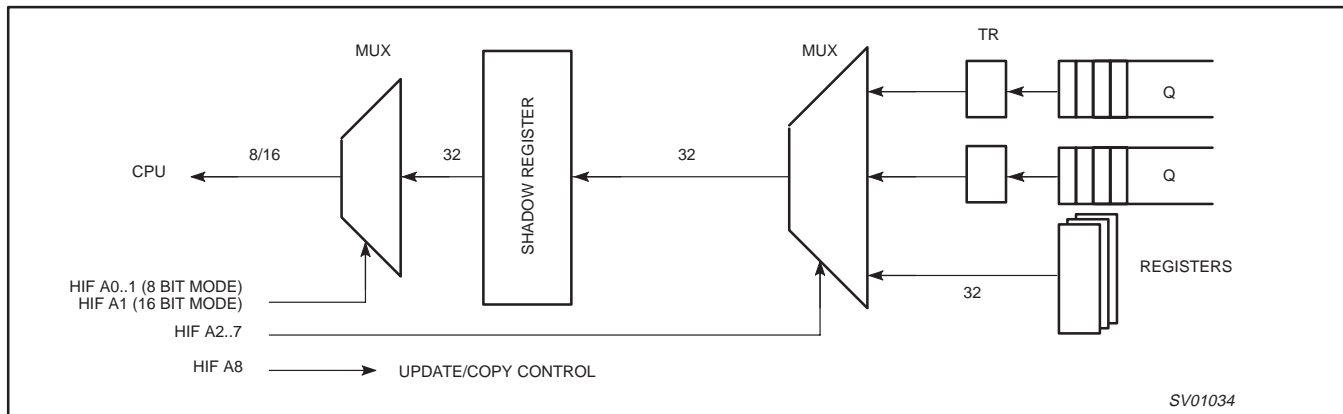 TR
MUX
MUX
Q
8/16
32
32
CPU
SHADOW REGISTER
Q
REGISTERS
32
HIF A0..1 (8 BIT MODE)
HIF A1 (16 BIT MODE)
HIF A2..7
HIF A8
UPDATE/COPY CONTROL
SV01034